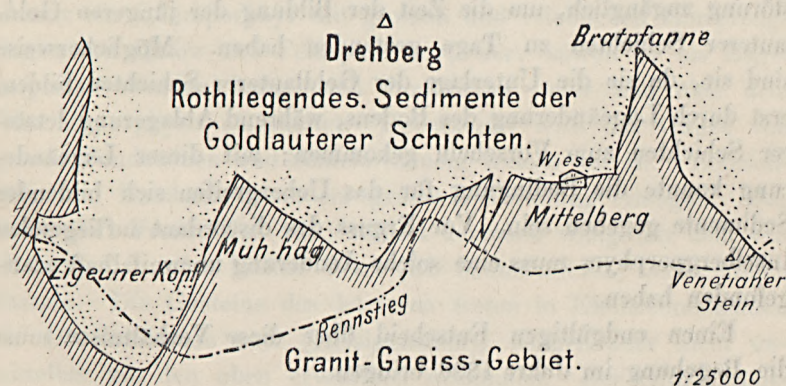 Drehberg
Bratpfanne
Rothliegendes. Sedimente der
Goldlauterer Schichten.
Wiese
Mittelberg
Müh-hag
Zigeuner Kopf
Venetianer
Stein.
Rennstieg
Granit-Gneiss-Gebiet.
1:25000